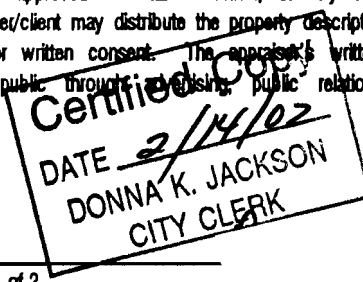 er/client may distribute the property descript
or written consent. The appraiser's writt
public through advertising, public relatio
Certified Copy
DATE 2/14/02
DONNA K. JACKSON
CITY CLERK
of 2